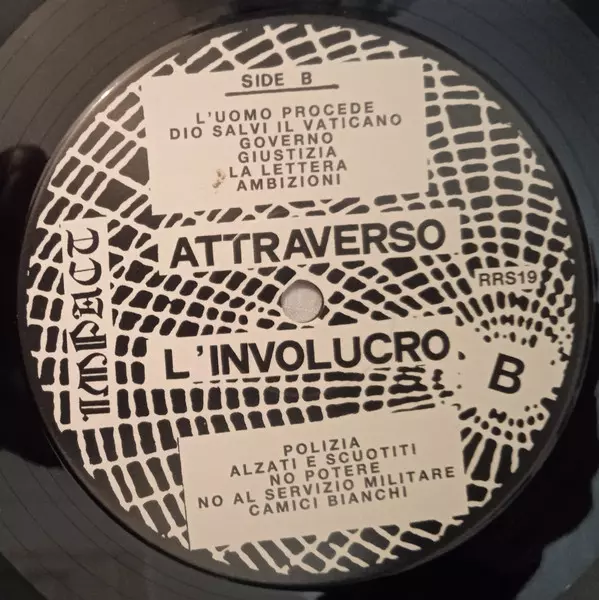 SIDE B
L'UOMO PROCEDE
DIO SALVI IL VATICANO
GOVERNO
GIUSTIZIA
LA LETTERA
AMBIZIONI
IMPACT
ATTRAVERSO
RRS19
L'INVOLUCRO
B
POLIZIA
ALZATI E SCUOTITI
NO POTERE
NO AL SERVIZIO MILITARE
CAMICI BIANCHI